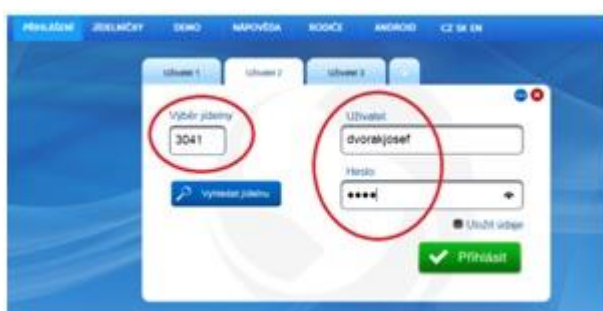 PŘIHLÁŠENÍ JÍDELNÍČKY DEMO NÁPOVĚDA RODIČE ANDROID CZ SK EN
Uživatel 1 Uživatel 2 Uživatel 3
Výběr jídelny
3041
Vyhledat jídelnu
Uživatel
dvorakjosef
Heslo
••••
Uložit údaje
Přihlásit